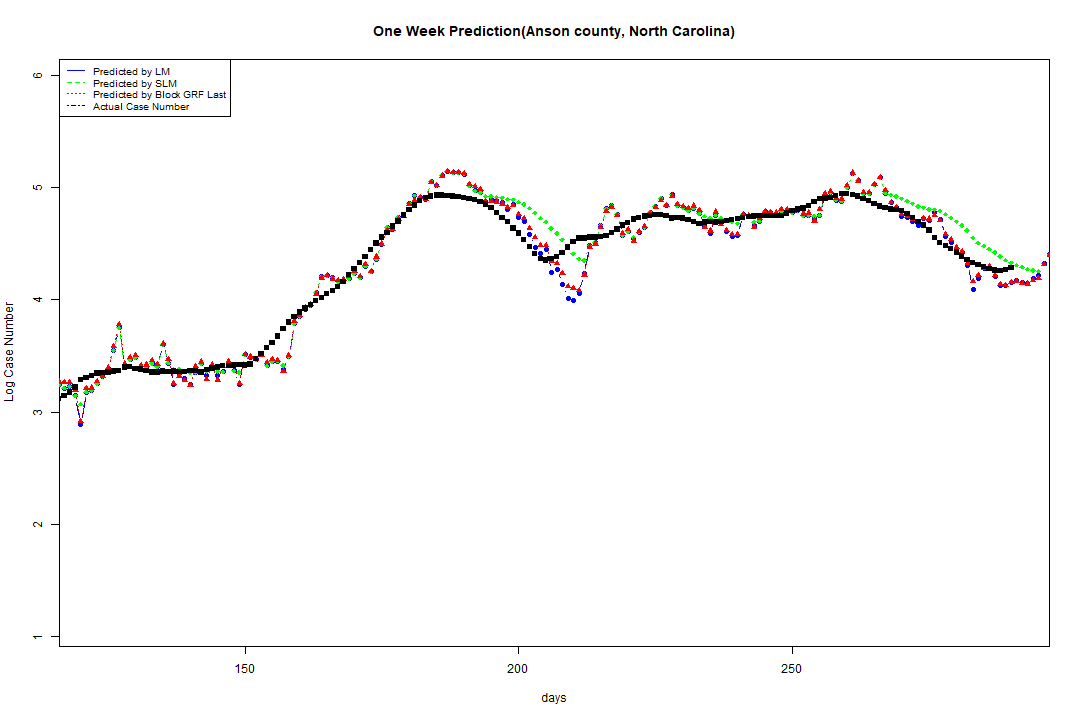 One Week Prediction(Anson county, North Carolina)
Predicted by LM
Predicted by SLM
Predicted by Block GRF Last
Actual Case Number
6
5
4
3
2
1
Log Case Number
150
200
250
days